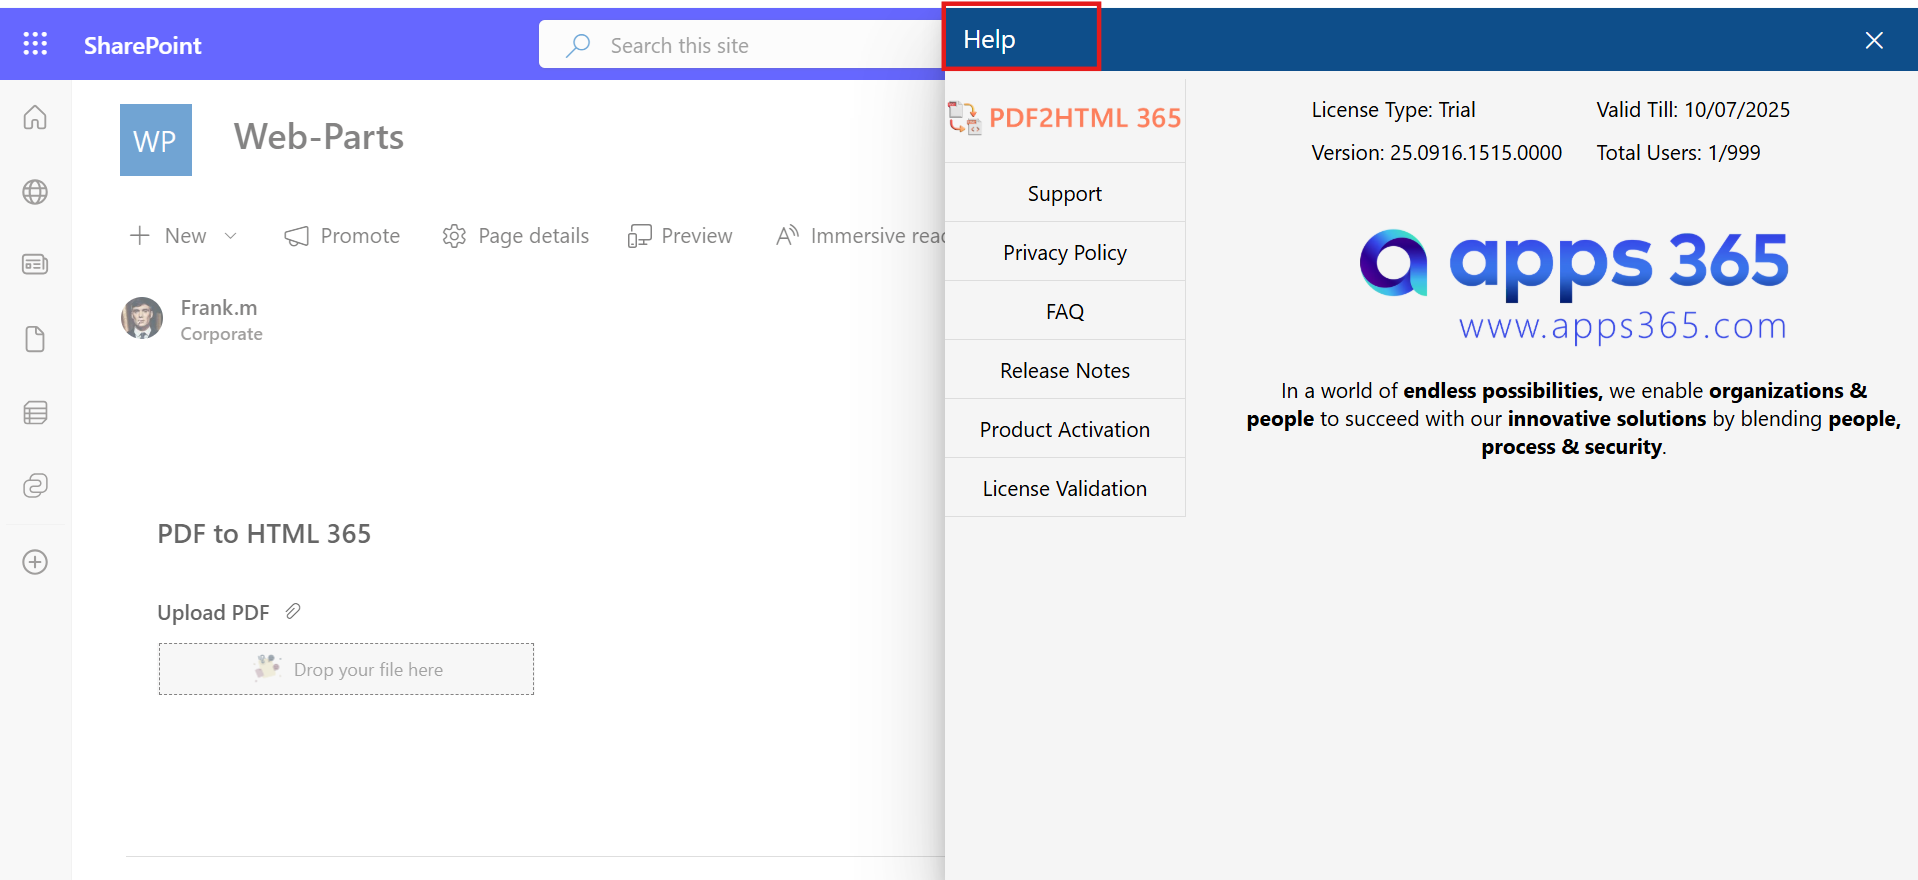 SharePoint
Search this site
WP
Web-Parts
New
Promote
Page details
Preview
Immersive reac
Frank.m
Corporate
PDF to HTML 365
Upload PDF
Drop your file here
Help
PDF2HTML 365
Support
Privacy Policy
FAQ
Release Notes
Product Activation
License Validation
License Type: Trial
Valid Till: 10/07/2025
Version: 25.0916.1515.0000
Total Users: 1/999
apps 365
www.apps365.com
In a world of endless possibilities, we enable organizations &
people to succeed with our innovative solutions by blending people,
process & security.